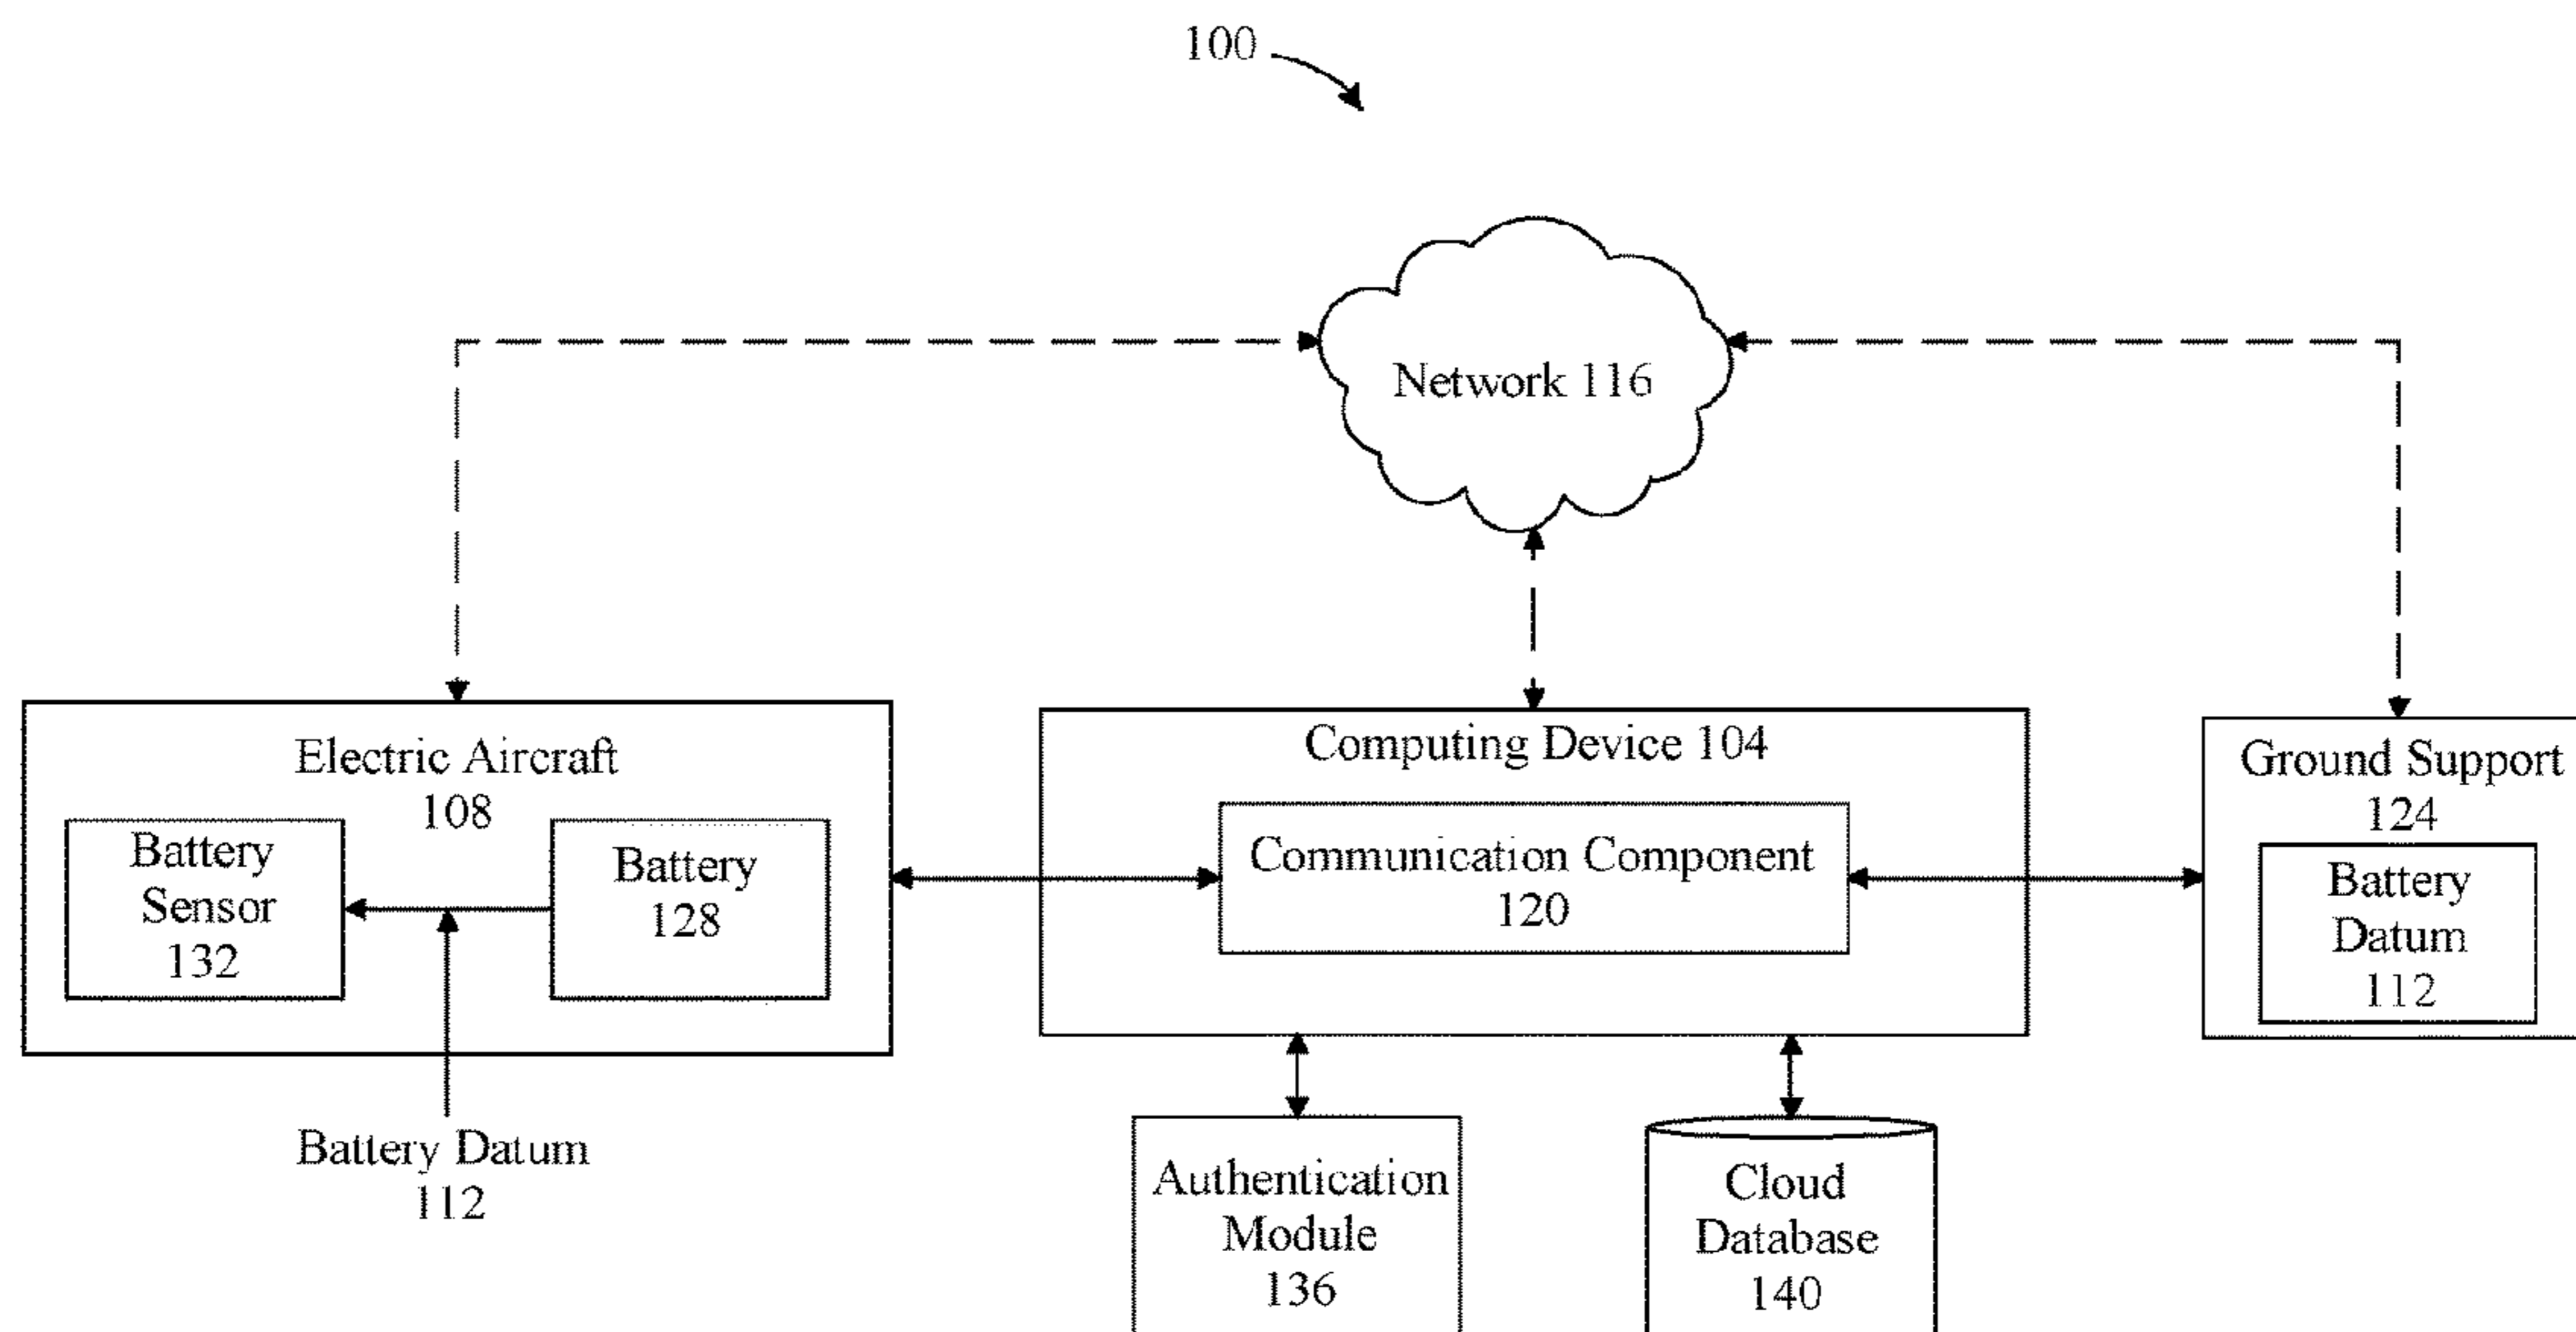 100
Network 116
Electric Aircraft
108
Battery
Sensor
132
Battery
128
Battery Datum
112
Computing Device 104
Communication Component
120
Ground Support
124
Battery
Datum
112
Authentication
Module
136
Cloud
Database
140